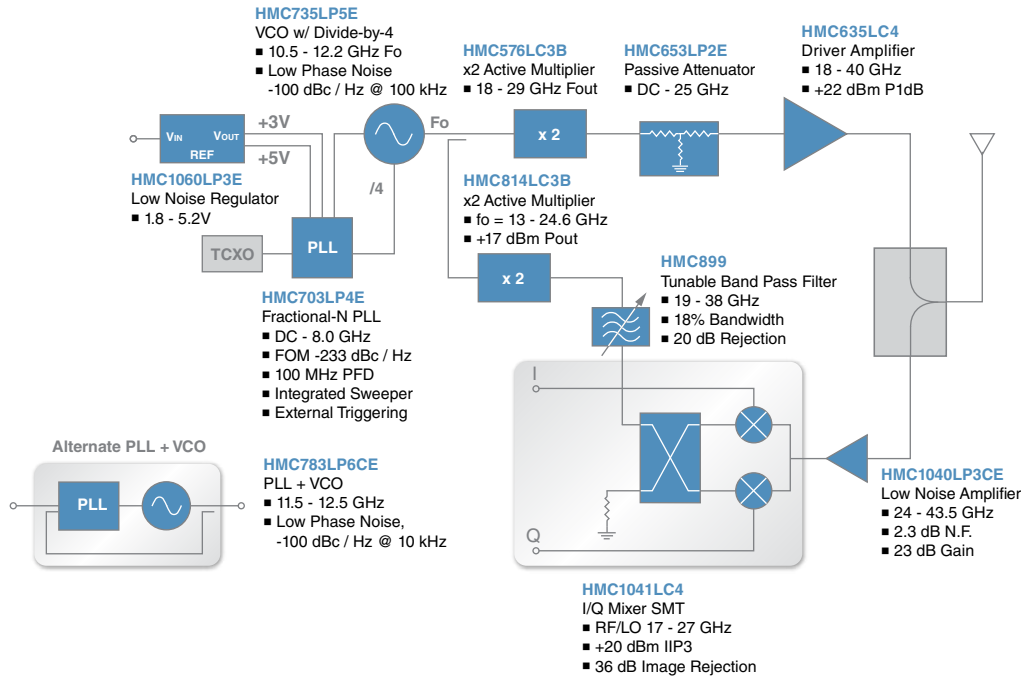 HMC735LP5E
VCO w/ Divide-by-4
■ 10.5 - 12.2 GHz Fo
■ Low Phase Noise
-100 dBc / Hz @ 100 kHz
HMC576LC3B
x2 Active Multiplier
■ 18 - 29 GHz Fout
HMC653LP2E
Passive Attenuator
■ DC - 25 GHz
HMC635LC4
Driver Amplifier
■ 18 - 40 GHz
■ +22 dBm P1dB
VIN
VOUT
REF
+3V
+5V
Fo
/4
x 2
HMC1060LP3E
Low Noise Regulator
■ 1.8 - 5.2V
TCXO
PLL
HMC814LC3B
x2 Active Multiplier
■ fo = 13 - 24.6 GHz
■ +17 dBm Pout
x 2
HMC899
Tunable Band Pass Filter
■ 19 - 38 GHz
■ 18% Bandwidth
■ 20 dB Rejection
HMC703LP4E
Fractional-N PLL
■ DC - 8.0 GHz
■ FOM -233 dBc / Hz
■ 100 MHz PFD
■ Integrated Sweeper
■ External Triggering
I
Q
Alternate PLL + VCO
PLL
HMC783LP6CE
PLL + VCO
■ 11.5 - 12.5 GHz
■ Low Phase Noise,
-100 dBc / Hz @ 10 kHz
HMC1040LP3CE
Low Noise Amplifier
■ 24 - 43.5 GHz
■ 2.3 dB N.F.
■ 23 dB Gain
HMC1041LC4
I/Q Mixer SMT
■ RF/LO 17 - 27 GHz
■ +20 dBm IIP3
■ 36 dB Image Rejection